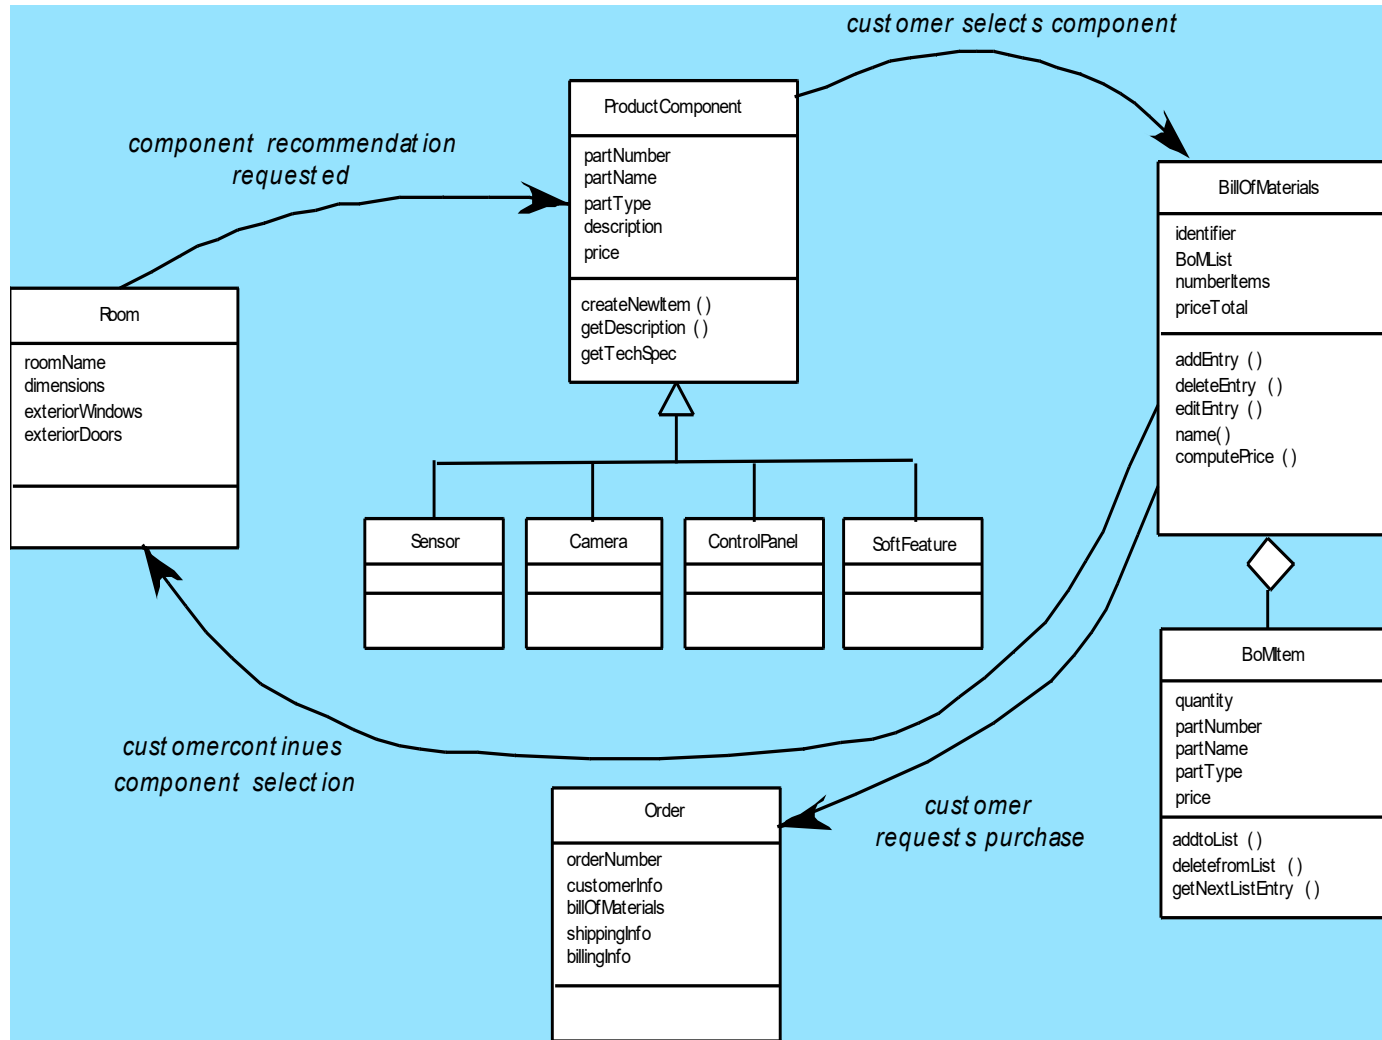 customer selects component
ProductComponent
partNumber
partName
partType
description
price
createNewItem ( )
getDescription ( )
getTechSpec
component recommendation
requested
BillOfMaterials
identifier
BoMList
numberItems
priceTotal
addEntry ( )
deleteEntry ( )
editEntry ( )
name( )
computePrice ( )
Room
roomName
dimensions
exteriorWindows
exteriorDoors
Sensor
Camera
ControlPanel
SoftFeature
BoMItem
quantity
partNumber
partName
partType
price
addtoList ( )
deletefromList ( )
getNextListEntry ( )
customercontinues
component selection
Order
orderNumber
customerInfo
billOfMaterials
shippingInfo
billingInfo
customer
requests purchase